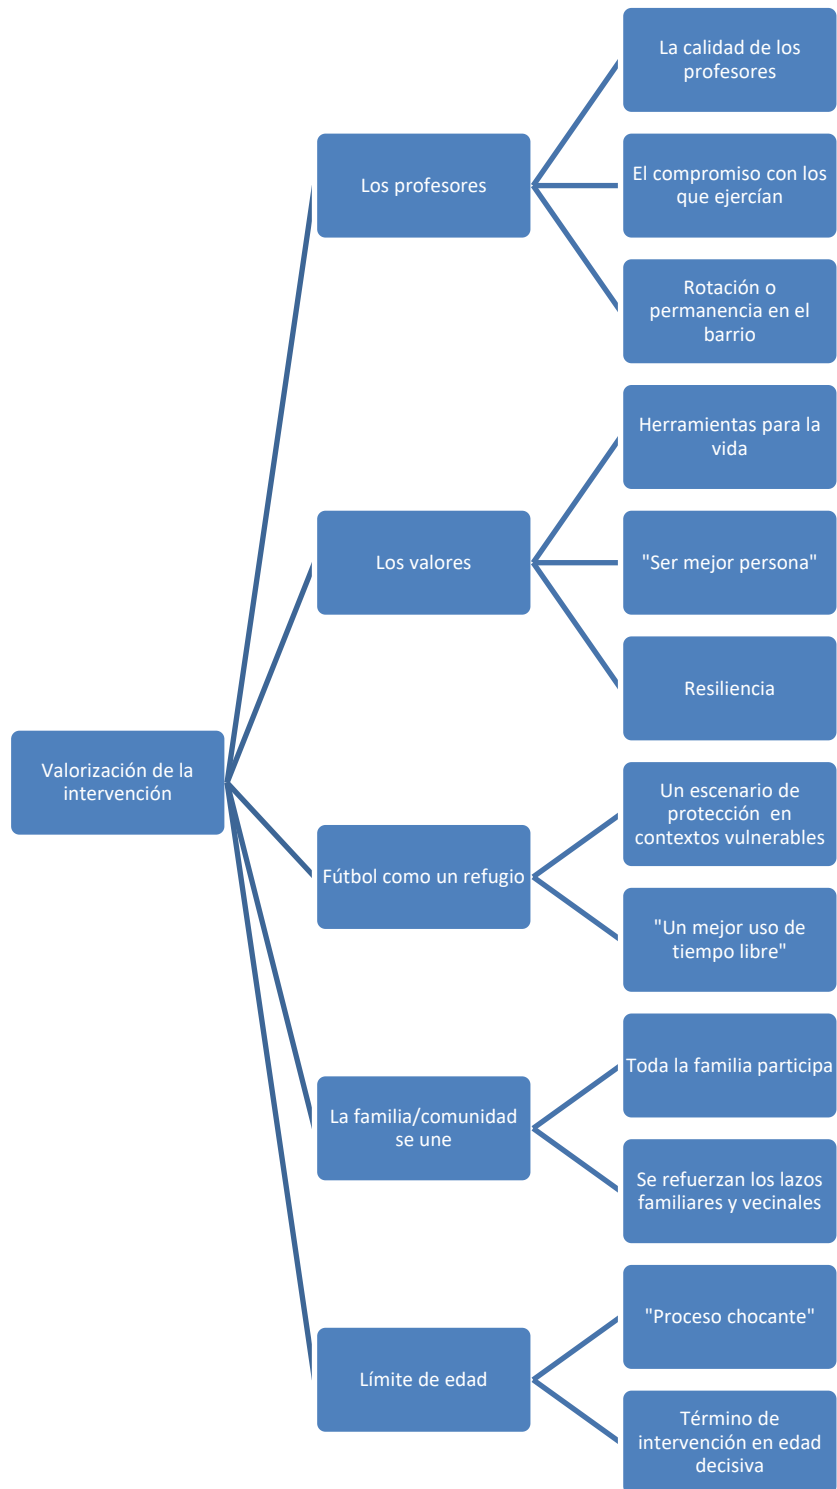 Valorización de la
intervención
Los profesores
La calidad de los
profesores
El compromiso con los
que ejercían
Rotación o
permanencia en el
barrio
Los valores
Herramientas para la
vida
"Ser mejor persona"
Resiliencia
Fútbol como un refugio
Un escenario de
protección en
contextos vulnerables
"Un mejor uso de
tiempo libre"
La familia/comunidad
se une
Toda la familia participa
Se refuerzan los lazos
familiares y vecinales
Límite de edad
"Proceso chocante"
Término de
intervención en edad
decisiva